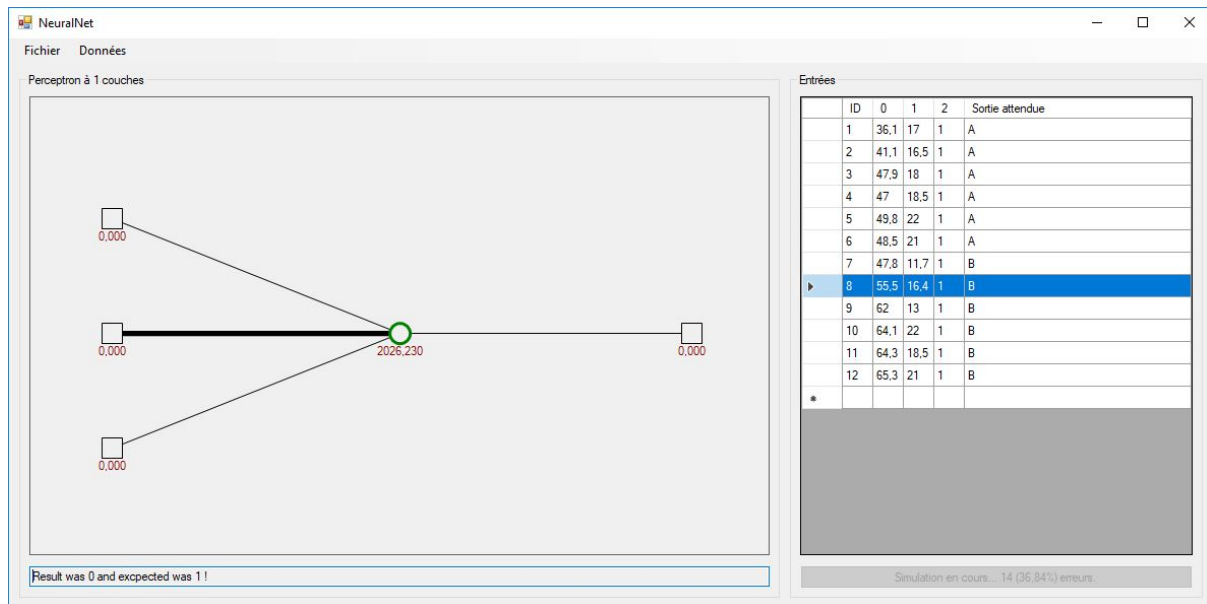 NeuralNet
Fichier Données
Perceptron à 1 couches
0,000
0,000
2026,230
0,000
0,000
Result was 0 and excpected was 1 !
Entrées
ID 0 1 2 Sortie attendue
1 36,1 17 1 A
2 41,1 16,5 1 A
3 47,9 18 1 A
4 47 18,5 1 A
5 49,8 22 1 A
6 48,5 21 1 A
7 47,8 11,7 1 B
8 55,5 16,4 1 B
9 62 13 1 B
10 64,1 22 1 B
11 64,3 18,5 1 B
12 65,3 21 1 B
Simulation en cours... 14 (36,84%) erreurs.